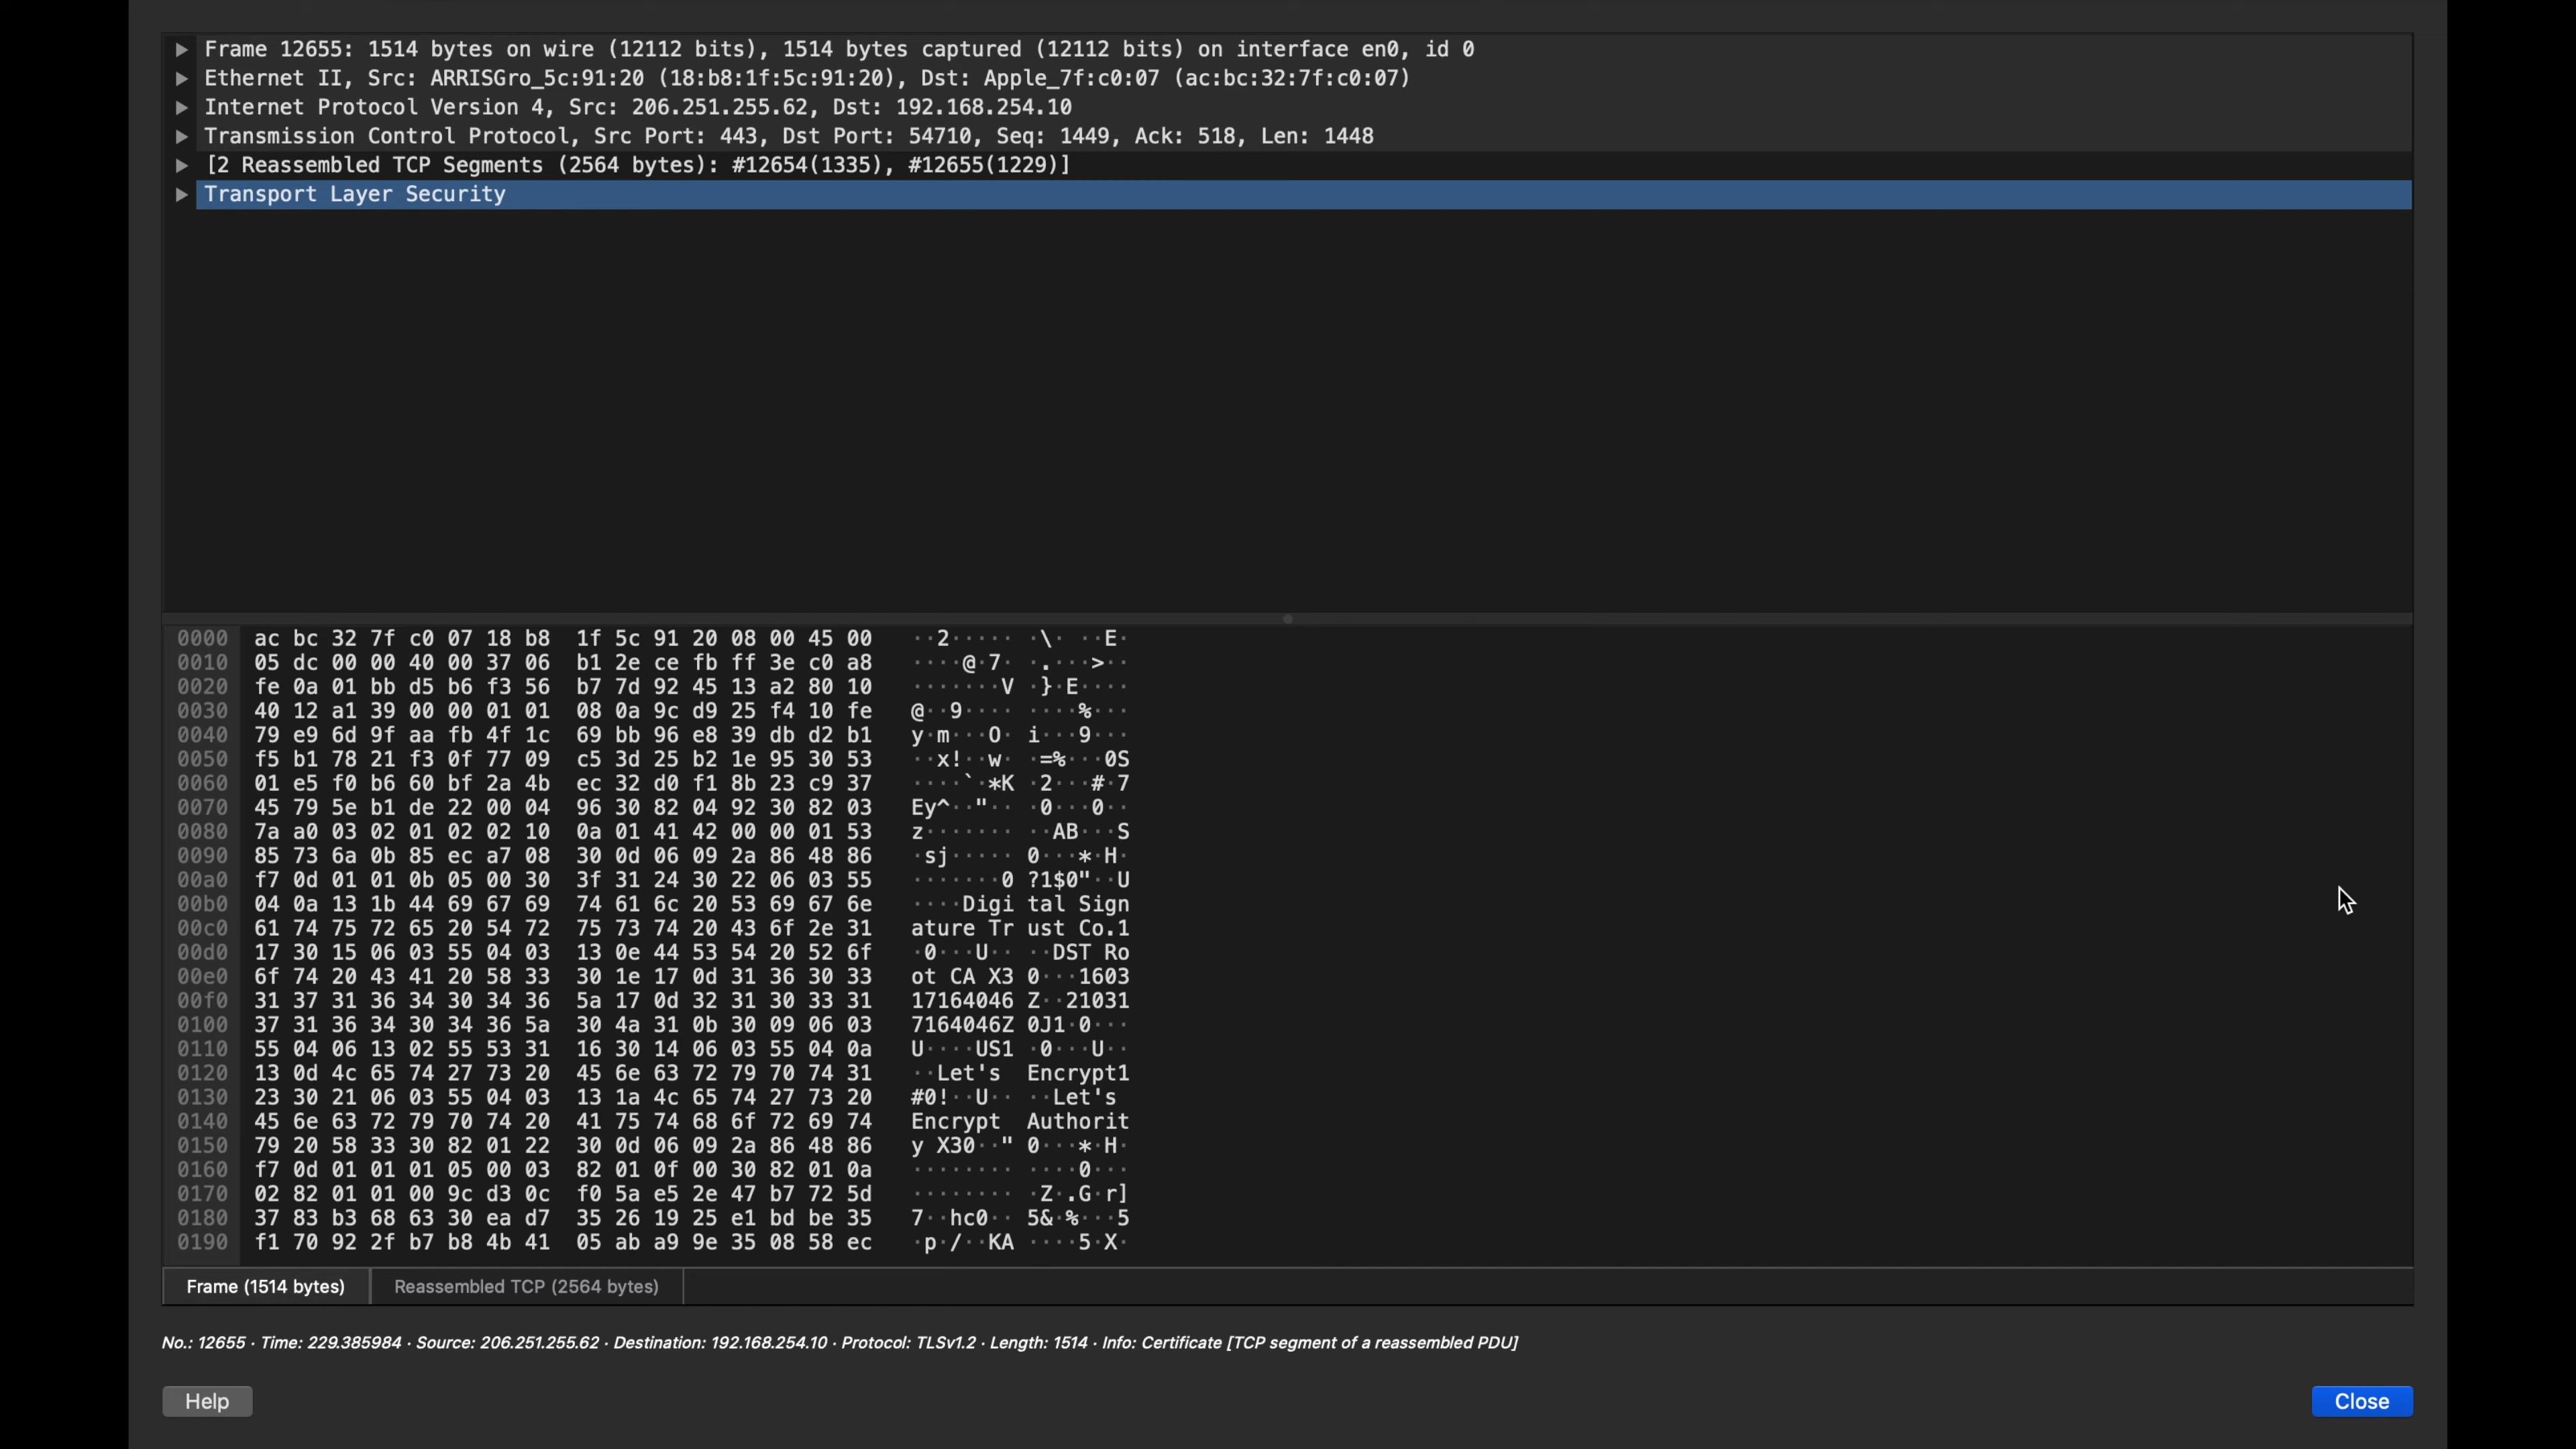 Frame 12655: 1514 bytes on wire (12112 bits), 1514 bytes captured (12112 bits) on interface en0, id 0
Ethernet II, Src: ARRISGro_5c:91:20 (18:b8:1f:5c:91:20), Dst: Apple_7f:c0:07 (ac:bc:32:7f:c0:07)
Internet Protocol Version 4, Src: 206.251.255.62, Dst: 192.168.254.10
Transmission Control Protocol, Src Port: 443, Dst Port: 54710, Seq: 1449, Ack: 518, Len: 1448
[2 Reassembled TCP Segments (2564 bytes): #12654(1335), #12655(1229)]
Transport Layer Security
0000 ac bc 32 7f c0 07 18 b8 1f 5c 91 20 08 00 45 00 ··2····· ·\· ··E·
0010 05 dc 00 00 40 00 37 06 b1 2e ce fb ff 3e c0 a8 ····@·7· ·.···>··
0020 fe 0a 01 bb d5 b6 f3 56 b7 7d 92 45 13 a2 80 10 ·······V ·}·E····
0030 40 12 a1 39 00 00 01 01 08 0a 9c d9 25 f4 10 fe @··9···· ····%···
0040 79 e9 6d 9f aa fb 4f 1c 69 bb 96 e8 39 db d2 b1 y·m···O· i···9···
0050 f5 b1 78 21 f3 0f 77 09 c5 3d 25 b2 1e 95 30 53 ··x!··w· ·=%···0S
0060 01 e5 f0 b6 60 bf 2a 4b ec 32 d0 f1 8b 23 c9 37 ····`·*K ·2···#·7
0070 45 79 5e b1 de 22 00 04 96 30 82 04 92 30 82 03 Ey^··"·· ·0···0··
0080 7a a0 03 02 01 02 02 10 0a 01 41 42 00 00 01 53 z······· ··AB···S
0090 85 73 6a 0b 85 ec a7 08 30 0d 06 09 2a 86 48 86 ·sj····· 0···*·H·
00a0 f7 0d 01 01 0b 05 00 30 3f 31 24 30 22 06 03 55 ·······0 ?1$0"··U
00b0 04 0a 13 1b 44 69 67 69 74 61 6c 20 53 69 67 6e ····Digi tal Sign
00c0 61 74 75 72 65 20 54 72 75 73 74 20 43 6f 2e 31 ature Tr ust Co.1
00d0 17 30 15 06 03 55 04 03 13 0e 44 53 54 20 52 6f ·0···U·· ··DST Ro
00e0 6f 74 20 43 41 20 58 33 30 1e 17 0d 31 36 30 33 ot CA X3 0···1603
00f0 31 37 31 36 34 30 34 36 5a 17 0d 32 31 30 33 31 17164046 Z··21031
0100 37 31 36 34 30 34 36 5a 30 4a 31 0b 30 09 06 03 7164046Z 0J1·0···
0110 55 04 06 13 02 55 53 31 16 30 14 06 03 55 04 0a U····US1 ·0···U··
0120 13 0d 4c 65 74 27 73 20 45 6e 63 72 79 70 74 31 ··Let's Encrypt1
0130 23 30 21 06 03 55 04 03 13 1a 4c 65 74 27 73 20 #0!··U·· ··Let's
0140 45 6e 63 72 79 70 74 20 41 75 74 68 6f 72 69 74 Encrypt Authorit
0150 79 20 58 33 30 82 01 22 30 0d 06 09 2a 86 48 86 y X30··" 0···*·H·
0160 f7 0d 01 01 01 05 00 03 82 01 0f 00 30 82 01 0a ········ ····0···
0170 02 82 01 01 00 9c d3 0c f0 5a e5 2e 47 b7 72 5d ········ ·Z·.G·r]
0180 37 83 b3 68 63 30 ea d7 35 26 19 25 e1 bd be 35 7··hc0·· 5&·%···5
0190 f1 70 92 2f b7 b8 4b 41 05 ab a9 9e 35 08 58 ec ·p·/··KA ····5·X·
Frame (1514 bytes) Reassembled TCP (2564 bytes)
No.: 12655 · Time: 229.385984 · Source: 206.251.255.62 · Destination: 192.168.254.10 · Protocol: TLSv1.2 · Length: 1514 · Info: Certificate [TCP segment of a reassembled PDU]
Help Close